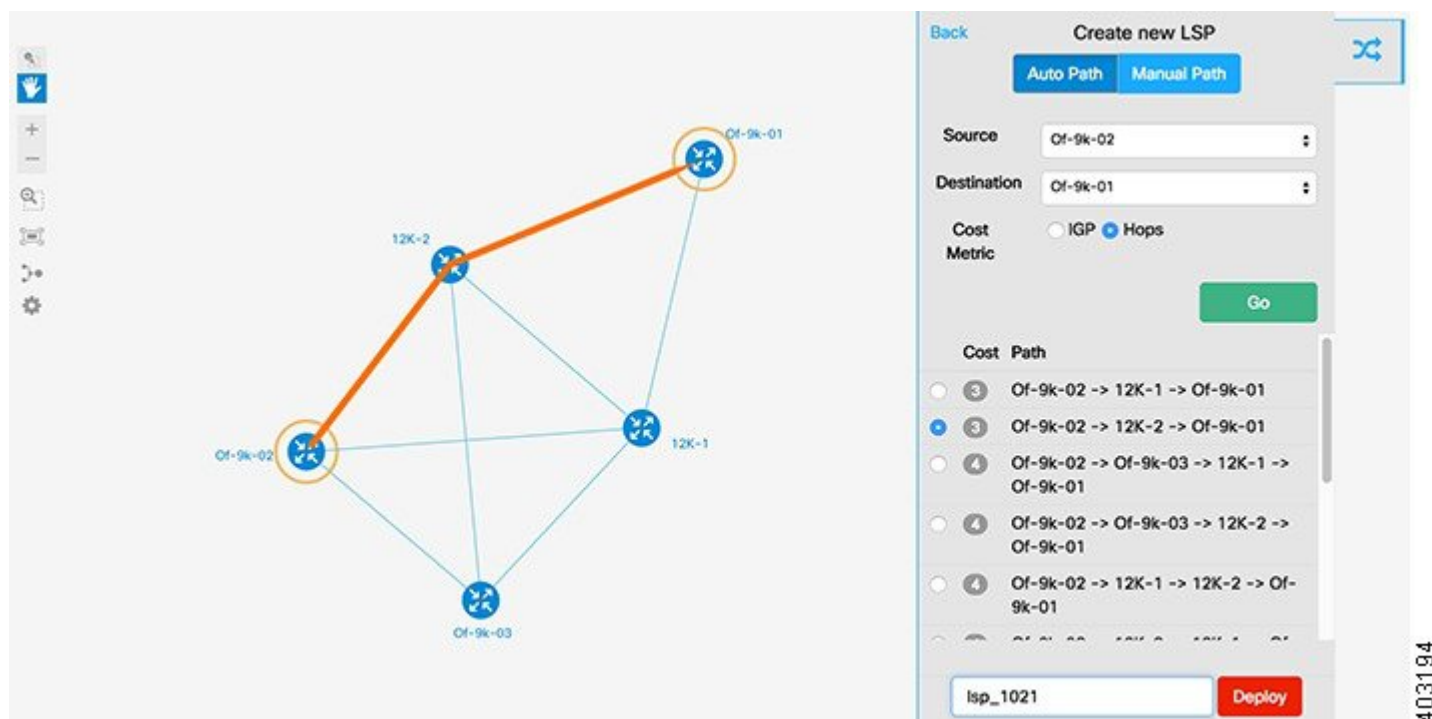 Of-9k-01
12K-2
Of-9k-02
12K-1
Of-9k-03
Back
Create new LSP
Auto Path
Manual Path
Source
Of-9k-02
Destination
Of-9k-01
Cost
Metric
IGP
Hops
Go
Cost Path
3 Of-9k-02 -> 12K-1 -> Of-9k-01
3 Of-9k-02 -> 12K-2 -> Of-9k-01
4 Of-9k-02 -> Of-9k-03 -> 12K-1 ->
Of-9k-01
4 Of-9k-02 -> Of-9k-03 -> 12K-2 ->
Of-9k-01
4 Of-9k-02 -> 12K-1 -> 12K-2 -> Of-
9k-01
lsp_1021
Deploy
403194